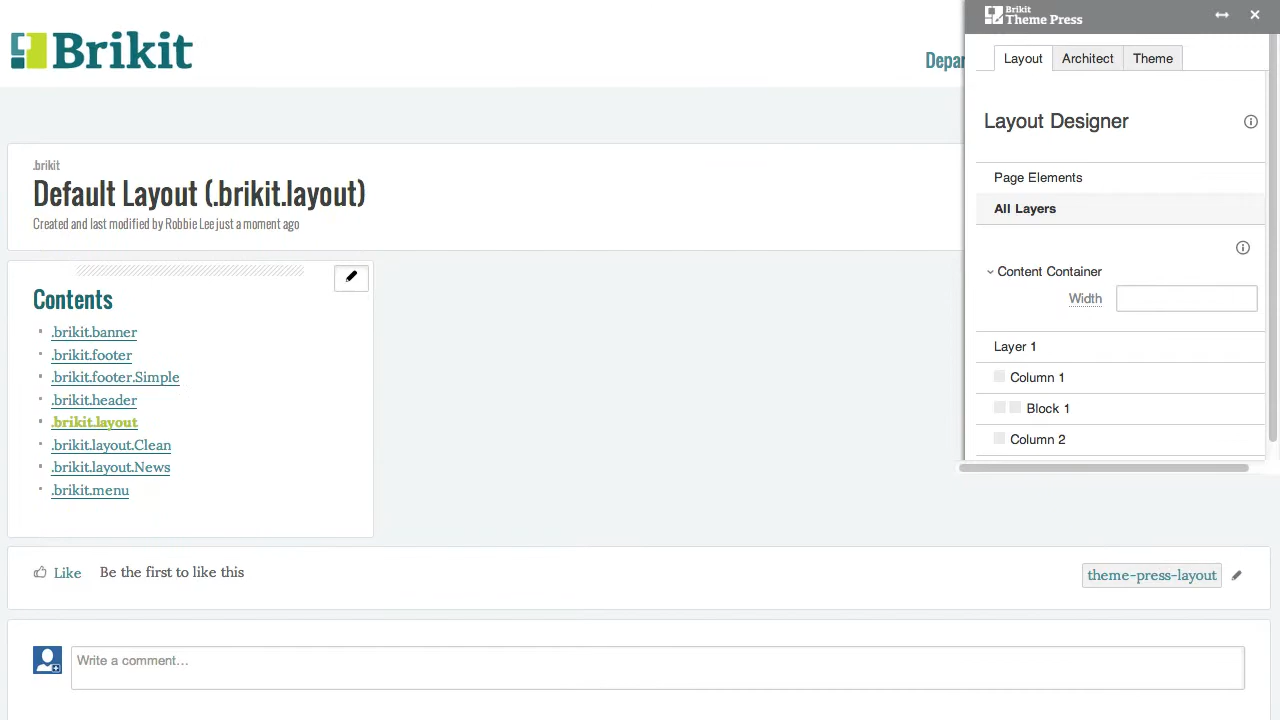 Brikit
Depar
.brikit
Default Layout (.brikit.layout)
Created and last modified by Robbie Lee just a moment ago
Contents
.brikit.banner
.brikit.footer
.brikit.footer.Simple
.brikit.header
.brikit.layout
.brikit.layout.Clean
.brikit.layout.News
.brikit.menu
Like Be the first to like this
theme-press-layout
Write a comment...
Brikit
Theme Press
Layout Architect Theme
Layout Designer
Page Elements
All Layers
Content Container
Width
Layer 1
Column 1
Block 1
Column 2